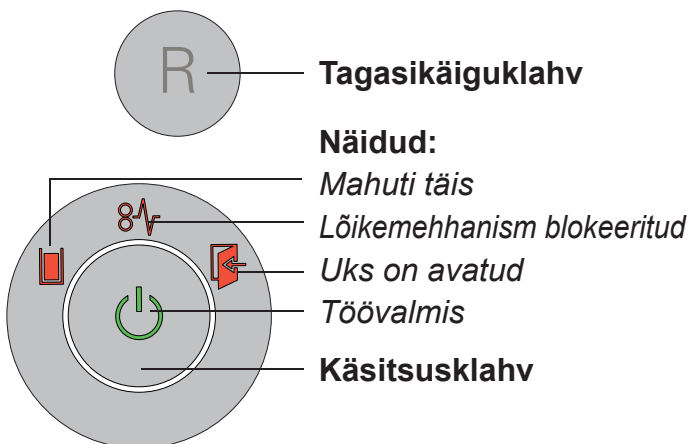 R
Tagasikäiguklahv
Näidud:
Mahuti täis
Lõikemehhanism blokeeritud
Uks on avatud
Töövalmis
Käsitsusklahv